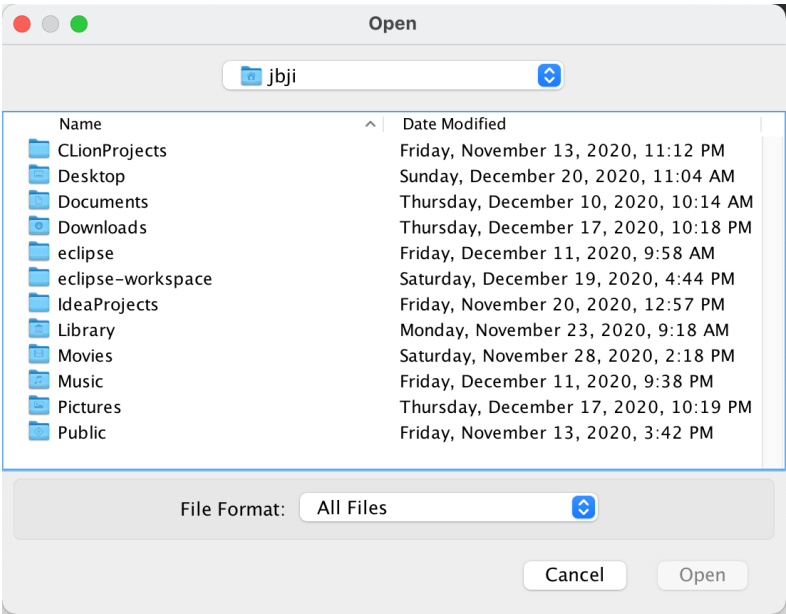 Open
jbji
Name Date Modified
CLionProjects Friday, November 13, 2020, 11:12 PM
Desktop Sunday, December 20, 2020, 11:04 AM
Documents Thursday, December 10, 2020, 10:14 AM
Downloads Thursday, December 17, 2020, 10:18 PM
eclipse Friday, December 11, 2020, 9:58 AM
eclipse-workspace Saturday, December 19, 2020, 4:44 PM
IdeaProjects Friday, November 20, 2020, 12:57 PM
Library Monday, November 23, 2020, 9:18 AM
Movies Saturday, November 28, 2020, 2:18 PM
Music Friday, December 11, 2020, 9:38 PM
Pictures Thursday, December 17, 2020, 10:19 PM
Public Friday, November 13, 2020, 3:42 PM
File Format: All Files
Cancel Open